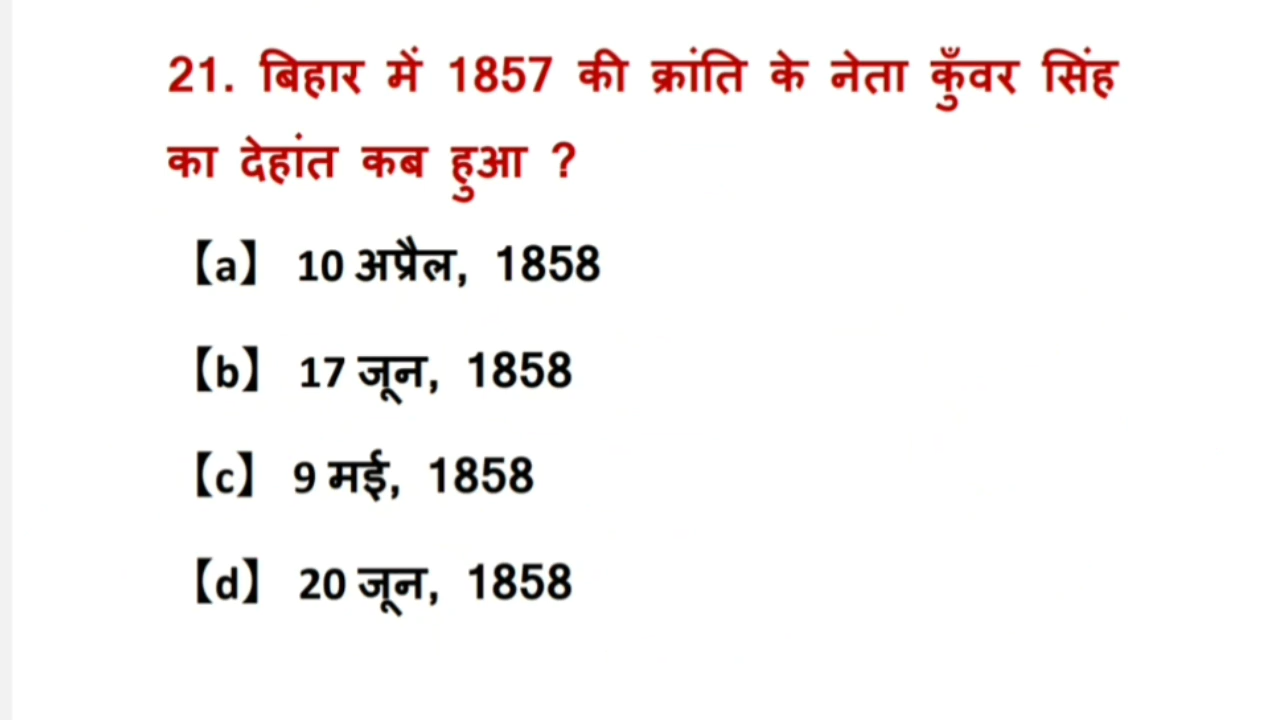 21. बिहार में 1857 की क्रांति के नेता कुँवर सिंह
का देहांत कब हुआ ?
【a】 10 अप्रैल, 1858
【b】 17 जून, 1858
【c】 9 मई, 1858
【d】 20 जून, 1858